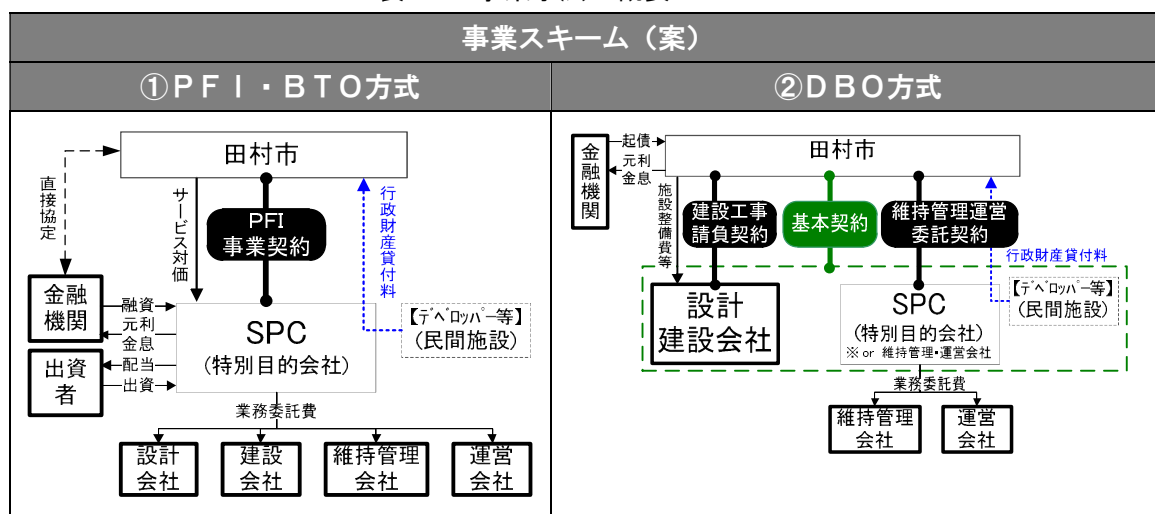 事業スキーム（案）
①ＰＦＩ・ＢＴＯ方式
②ＤＢＯ方式
田村市
直接協定
サービス対価
PFI
事業契約
行政財産貸付料
金融
機関
融資
元利
金息
配当
出資
出資
者
SPC
(特別目的会社)
【ﾃﾞﾍﾞﾛｯﾊﾟｰ等】
(民間施設)
業務委託費
設計
会社
建設
会社
維持管理
会社
運営
会社
金融機関
起債
元利
金息
田村市
施設整備費等
建設工事
請負契約
基本契約
維持管理運営
委託契約
行政財産貸付料
設計
建設会社
SPC
(特別目的会社)
※ or 維持管理・運営会社
【ﾃﾞﾍﾞﾛｯﾊﾟｰ等】
(民間施設)
業務委託費
維持管理
会社
運営
会社